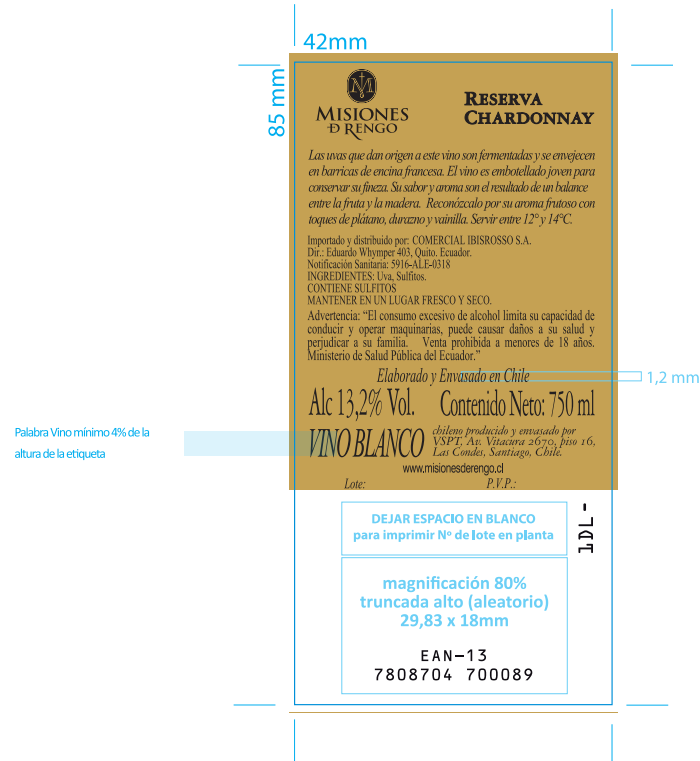 42mm
85 mm
M
MISIONES
Đ RENGO
RESERVA
CHARDONNAY
Las uvas que dan origen a este vino son fermentadas y se envejecen
en barricas de encina francesa. El vino es embotellado joven para
conservar su fineza. Su sabor y aroma son el resultado de un balance
entre la fruta y la madera. Reconózcalo por su aroma frutoso con
toques de plátano, durazno y vainilla. Servir entre 12° y 14°C.
Importado y distribuido por: COMERCIAL IBISROSSO S.A.
Dir.: Eduardo Whymper 403, Quito. Ecuador.
Notificación Sanitaria: 5916-ALE-0318
INGREDIENTES: Uva, Sulfitos.
CONTIENE SULFITOS
MANTENER EN UN LUGAR FRESCO Y SECO.
Advertencia: “El consumo excesivo de alcohol limita su capacidad de
conducir y operar maquinarias, puede causar daños a su salud y
perjudicar a su familia. Venta prohibida a menores de 18 años.
Ministerio de Salud Pública del Ecuador.”
Elaborado y Envasado en Chile
1,2 mm
Alc 13,2% Vol. Contenido Neto: 750 ml
Palabra Vino mínimo 4% de la
altura de la etiqueta
VINO BLANCO
chileno producido y envasado por
VSPT. Av. Vitacura 2670, piso 16,
Las Condes, Santiago, Chile.
www.misionesderengo.cl
Lote: P.V.P.:
DEJAR ESPACIO EN BLANCO
para imprimir Nº de lote en planta
1DL-
magnificación 80%
truncada alto (aleatorio)
29,83 x 18mm
EAN-13
7808704 700089